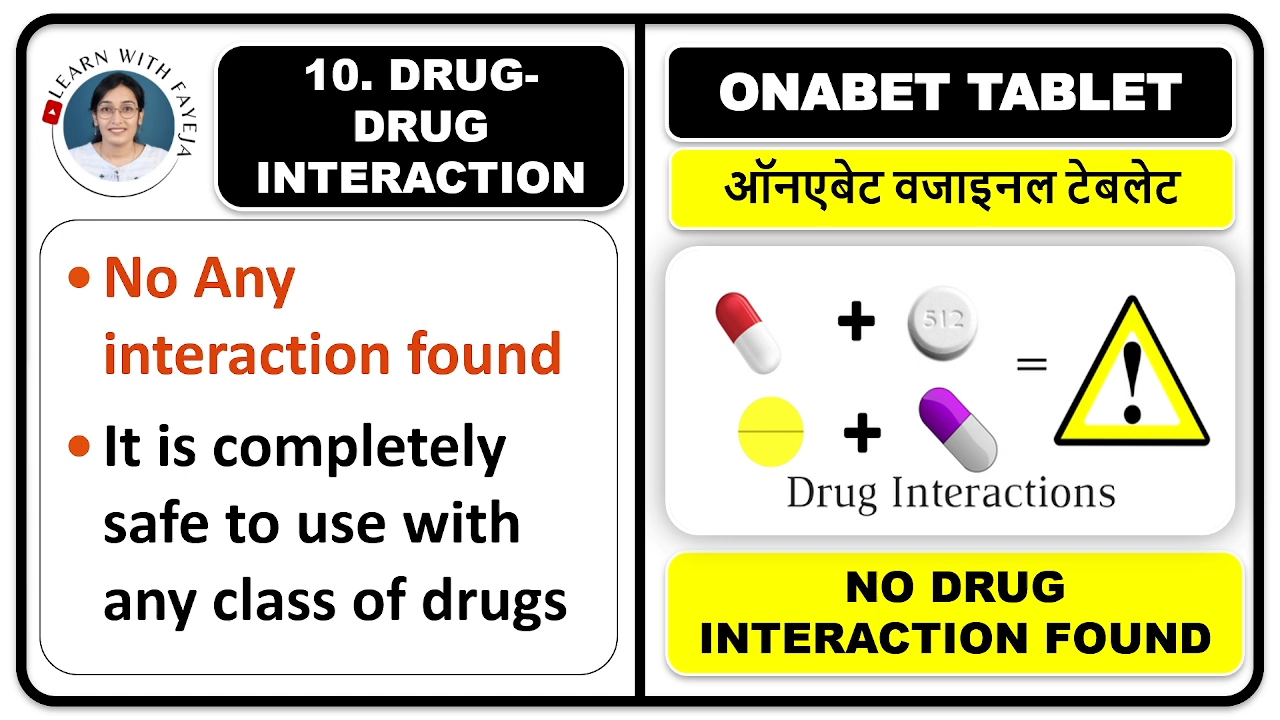 LEARN WITH FAYEJA
10. DRUG-
DRUG
INTERACTION
• No Any
interaction found
• It is completely
safe to use with
any class of drugs
ONABET TABLET
ऑनएबेट वजाइनल टेबलेट
+
512
=
+
Drug Interactions
NO DRUG
INTERACTION FOUND